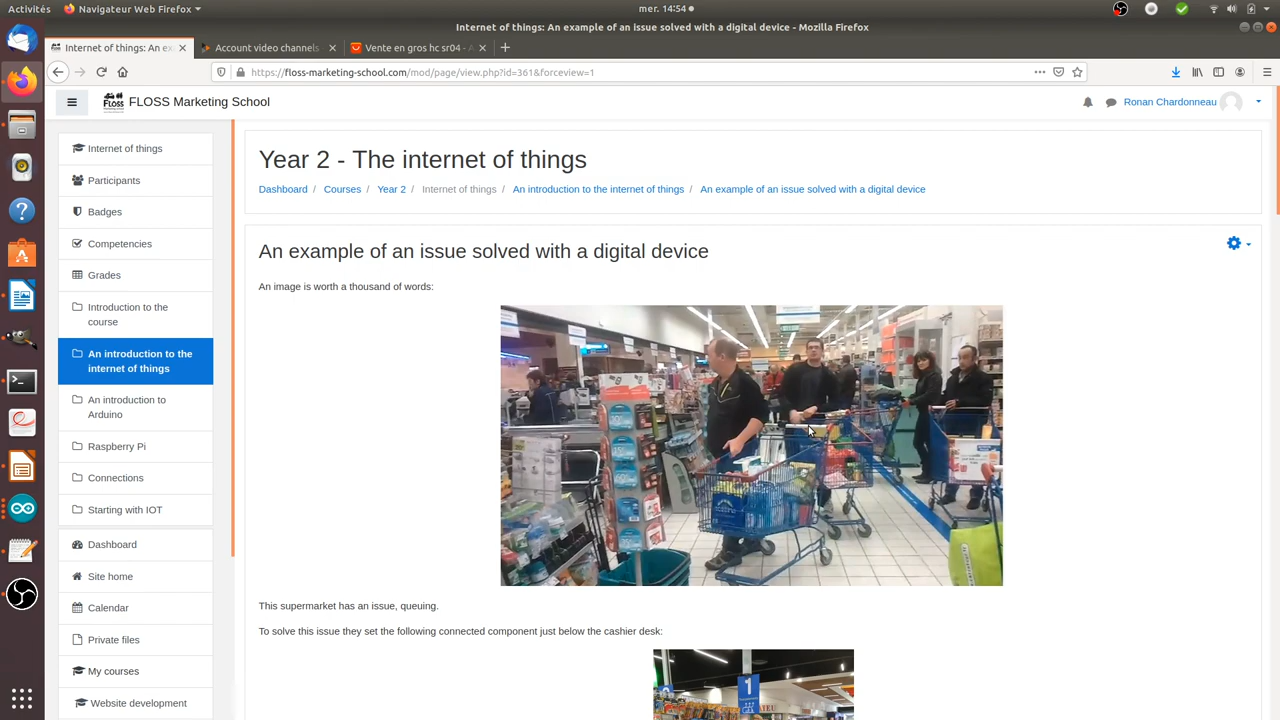 Activités
Navigateur Web Firefox
mer. 14:54
Internet of things: An example of an issue solved with a digital device - Mozilla Firefox
Internet of things: An ex
Account video channels
Vente en gros hc sr04 - A
https://floss-marketing-school.com/mod/page/view.php?id=361&forceview=1
FLOSS Marketing School
Ronan Chardonneau
Internet of things
Participants
Badges
Competencies
Grades
Introduction to the
course
An introduction to the
internet of things
An introduction to
Arduino
Raspberry Pi
Connections
Starting with IOT
Dashboard
Site home
Calendar
Private files
My courses
Website development
Year 2 - The internet of things
Dashboard / Courses / Year 2 / Internet of things / An introduction to the internet of things / An example of an issue solved with a digital device
An example of an issue solved with a digital device
An image is worth a thousand of words:
This supermarket has an issue, queuing.
To solve this issue they set the following connected component just below the cashier desk:
1